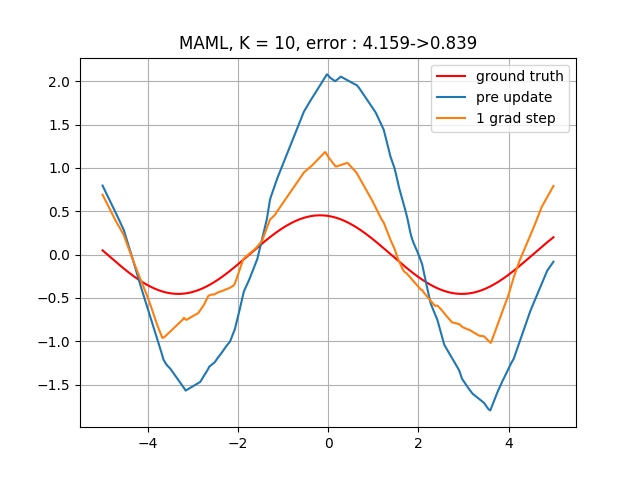 MAML, K = 10, error : 4.159->0.839
ground truth
pre update
1 grad step
2.0
1.5
1.0
0.5
0.0
−0.5
−1.0
−1.5
−4 −2 0 2 4